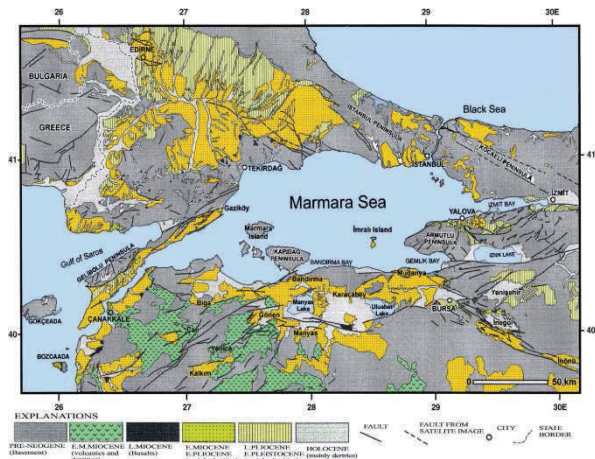 26 27 28 29 30E
EDIRNE
BULGARIA
Black Sea
GREECE
ISTANBUL PENINSULA
KOCAELI PENINSULA
41 41
ISTANBUL
TEKIRDAĞ
İZMİT
Marmara Sea
IZMIT BAY
YALOVA
Gaziköy
Marmara Island
İmralı Island
ARMUTLU PENINSULA
Gulf of Saros
GELIBOLU PENINSULA
KAPIDAG PENINSULA
BANDIRMA BAY
GEMLIK BAY
IZNIK LAKE
Bandırma
Mudanya
GÖKÇEADA
Biga
Karacabey
Yenişehir
ÇANAKKALE
Gönen
Manyas Lake
Uluabat Lake
BURSA
40 40
Çan
Manyas
İnegöl
BOZCAADA
Yenice
Kalkım
İnönü
0 50 km
26 27 28 29 30E
EXPLANATIONS
PRE-NEOGENE
(Basement)
E.M.MIOCENE
(volcanics and
L.MIOCENE
(Basalts)
E.MIOCENE
E.PLIOCENE
L.PLIOCENE
E.PLEISTOCENE
HOLOCENE
(mainly detritics)
FAULT
FAULT FROM
SATELLITE IMAGE
CITY
STATE
BORDER